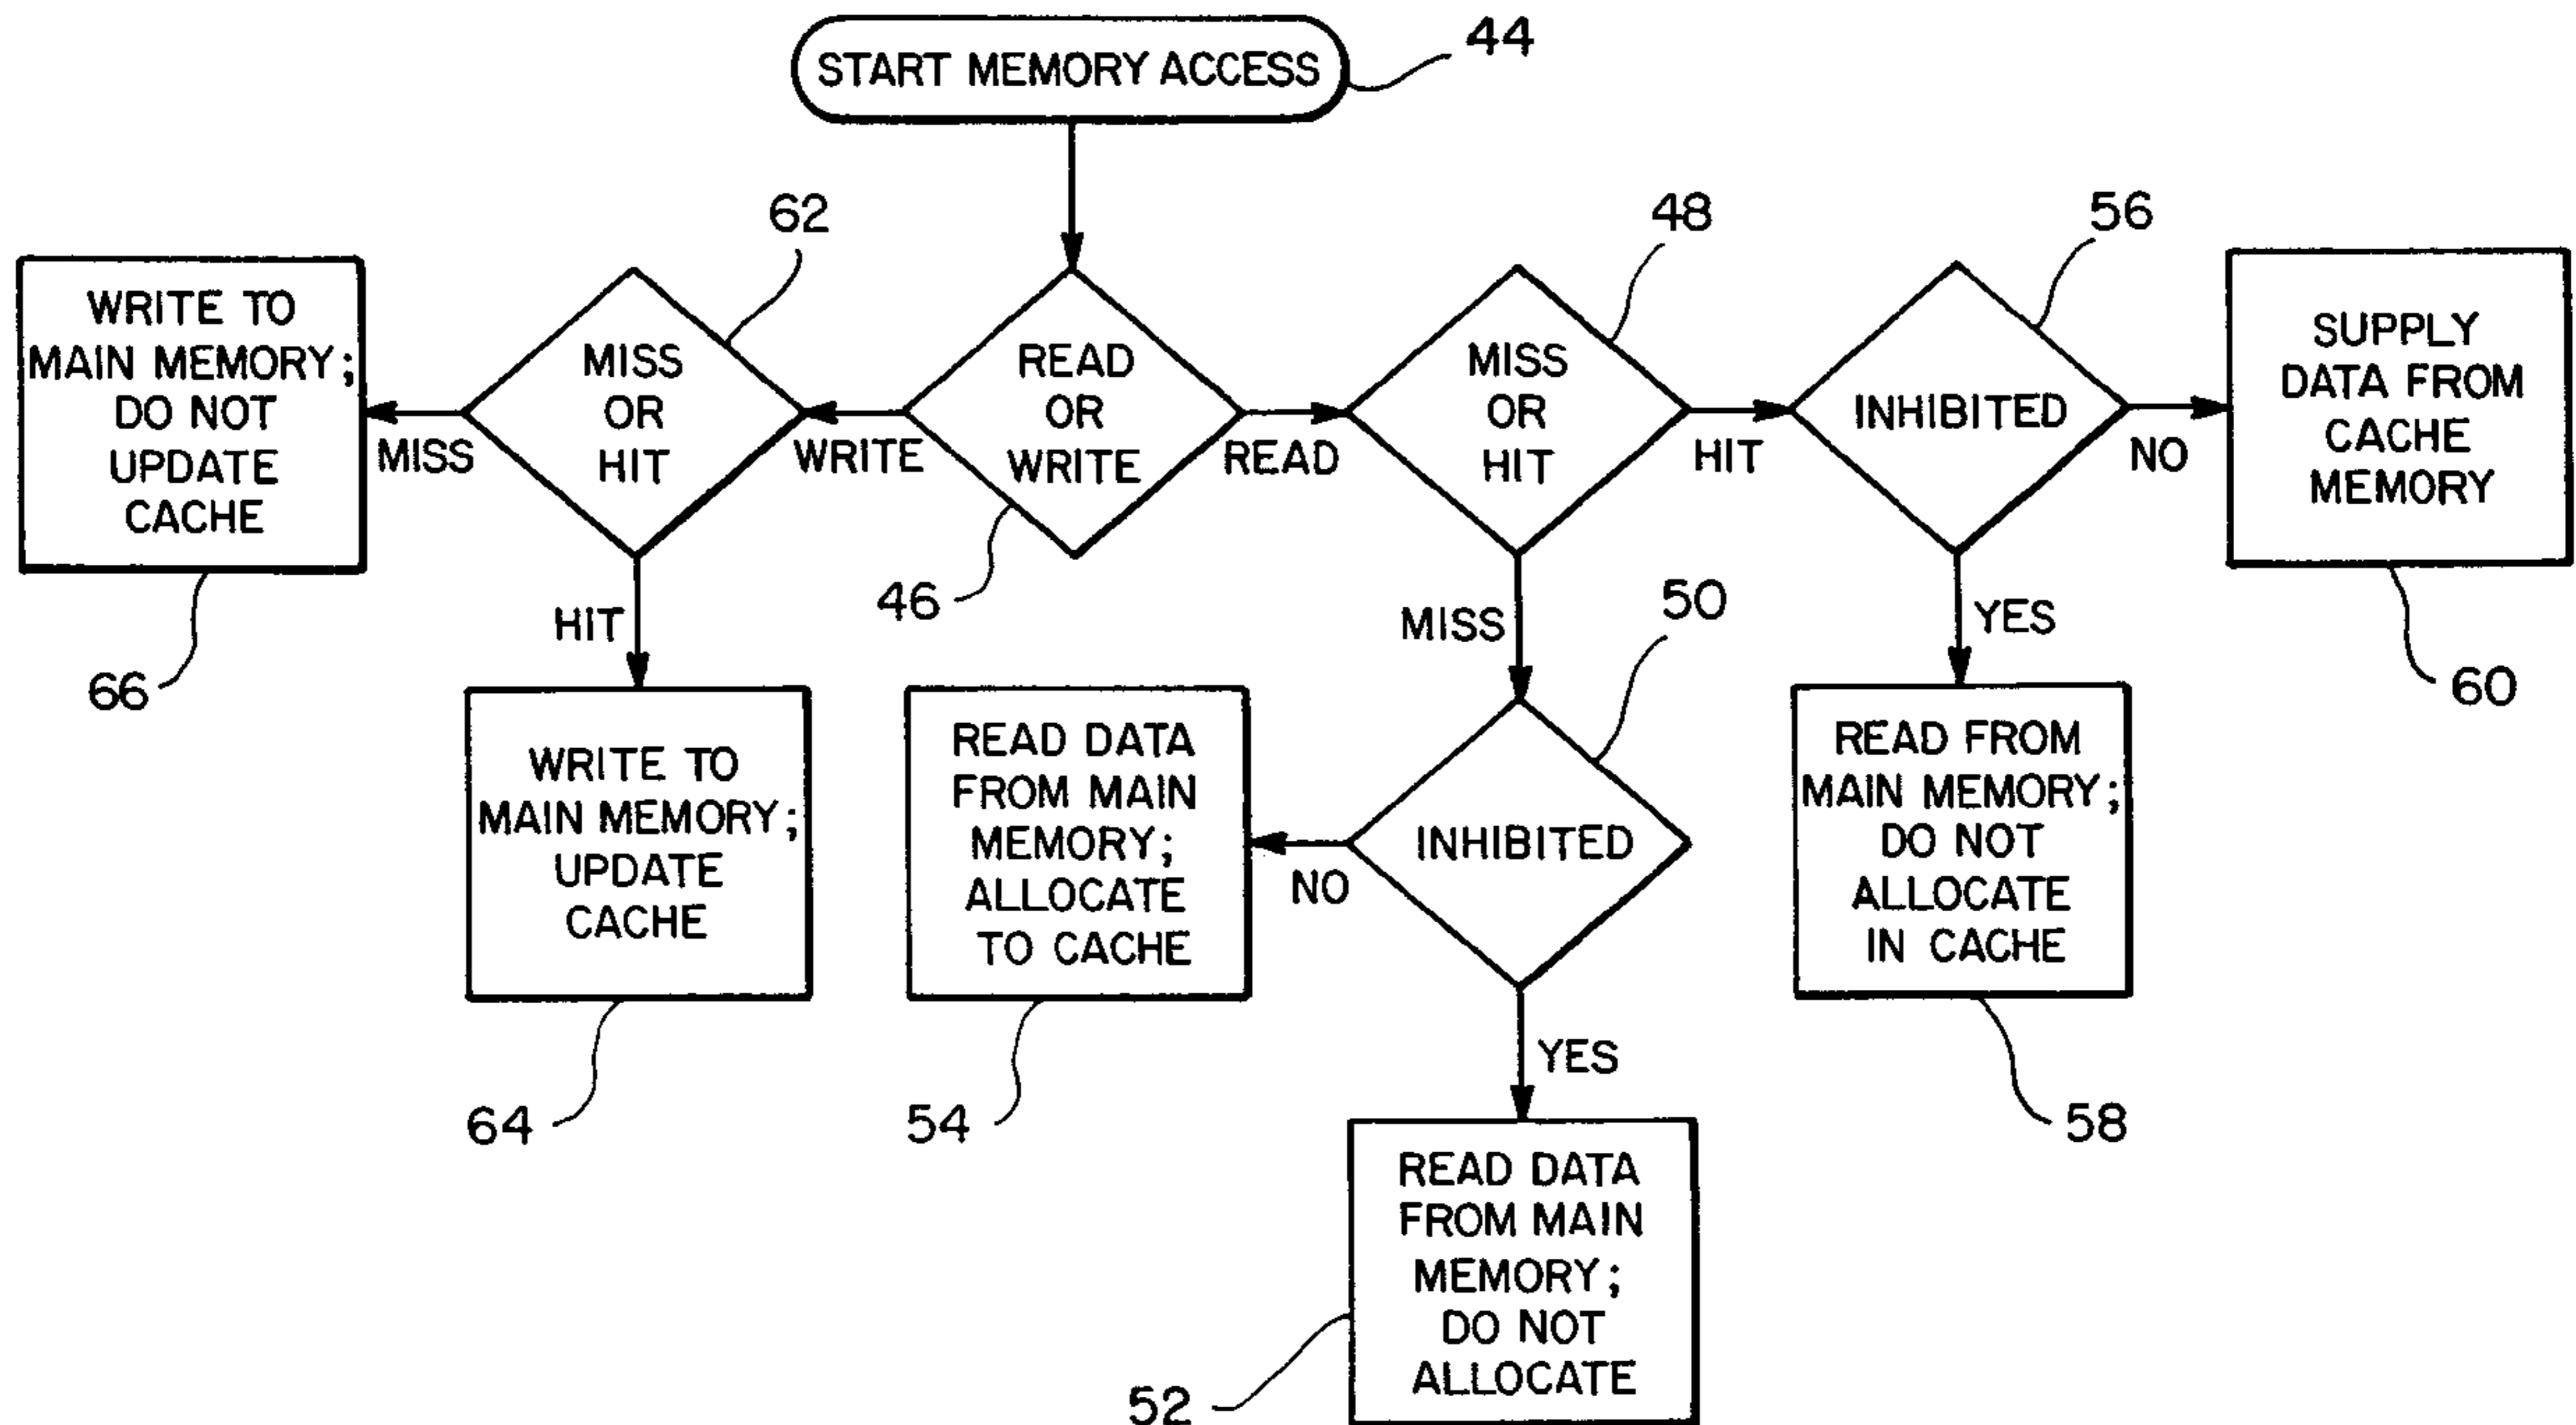 START MEMORY ACCESS
44
62
48
56
WRITE TO
MAIN MEMORY;
DO NOT
UPDATE
CACHE
MISS
MISS
OR
HIT
WRITE
READ
OR
WRITE
READ
MISS
OR
HIT
HIT
INHIBITED
NO
SUPPLY
DATA FROM
CACHE
MEMORY
66
HIT
46
MISS
50
YES
60
WRITE TO
MAIN MEMORY;
UPDATE
CACHE
64
READ DATA
FROM MAIN
MEMORY;
ALLOCATE
TO CACHE
54
NO
INHIBITED
YES
READ FROM
MAIN MEMORY;
DO NOT
ALLOCATE
IN CACHE
58
READ DATA
FROM MAIN
MEMORY;
DO NOT
ALLOCATE
52